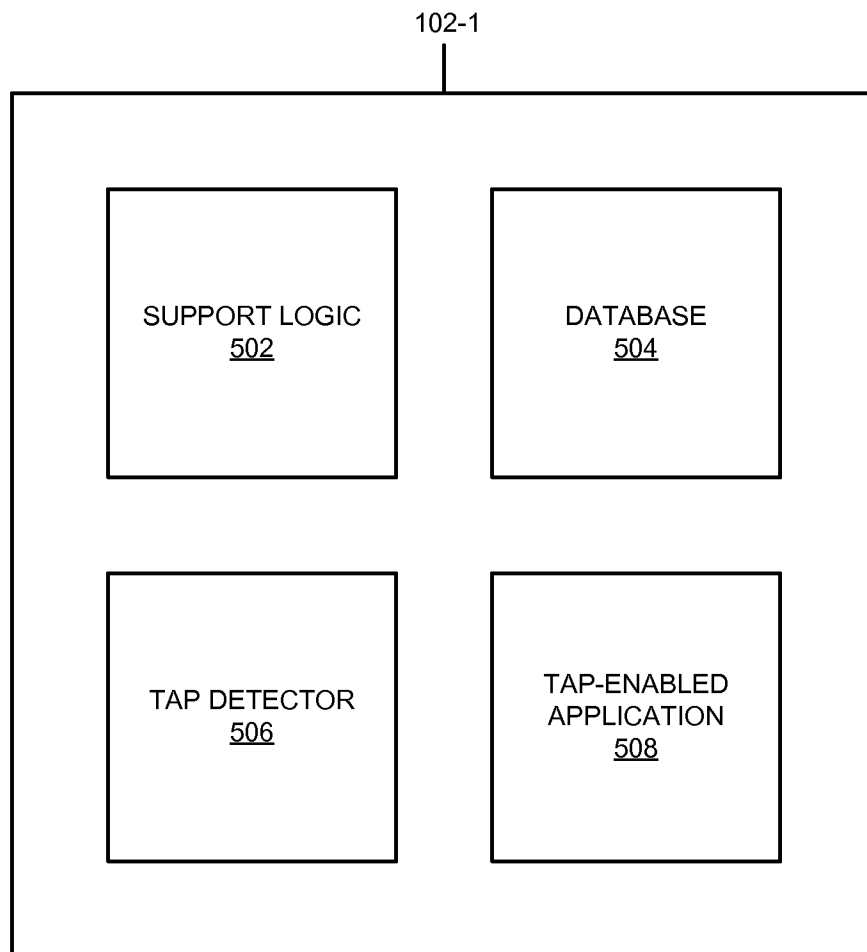 102-1
SUPPORT LOGIC
502
DATABASE
504
TAP DETECTOR
506
TAP-ENABLED
APPLICATION
508